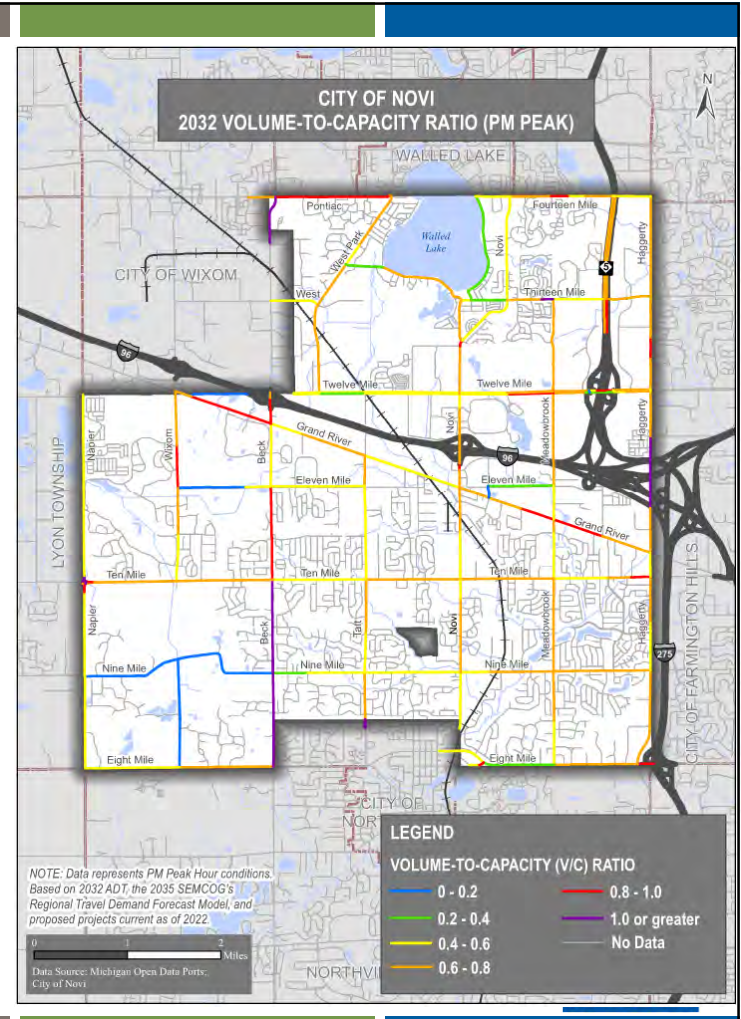 CITY OF NOVI
2032 VOLUME-TO-CAPACITY RATIO (PM PEAK)
N
WALLED LAKE
Pontiac
Fourteen Mile
Walled
Lake
West Park
Novi
Haggerty
5
CITY OF WIXOM
West
Thirteen Mile
96
Twelve Mile
Twelve Mile
LYON TOWNSHIP
Napier
Wixom
Beck
Grand River
Novi
96
Meadowbrook
Haggerty
Eleven Mile
Eleven Mile
Grand River
Ten Mile
Ten Mile
Ten Mile
CITY OF FARMINGTON HILLS
Napier
Beck
Taft
Novi
Meadowbrook
Haggerty
275
Nine Mile
Nine Mile
Nine Mile
Eight Mile
Eight Mile
CITY OF
NOR
LEGEND
VOLUME-TO-CAPACITY (V/C) RATIO
0 - 0.2
0.2 - 0.4
0.4 - 0.6
0.6 - 0.8
0.8 - 1.0
1.0 or greater
No Data
NOTE: Data represents PM Peak Hour conditions.
Based on 2032 ADT, the 2035 SEMCOG's
Regional Travel Demand Forecast Model, and
proposed projects current as of 2022.
0 1 2
Miles
Data Source: Michigan Open Data Ports;
City of Novi
NORTHVI